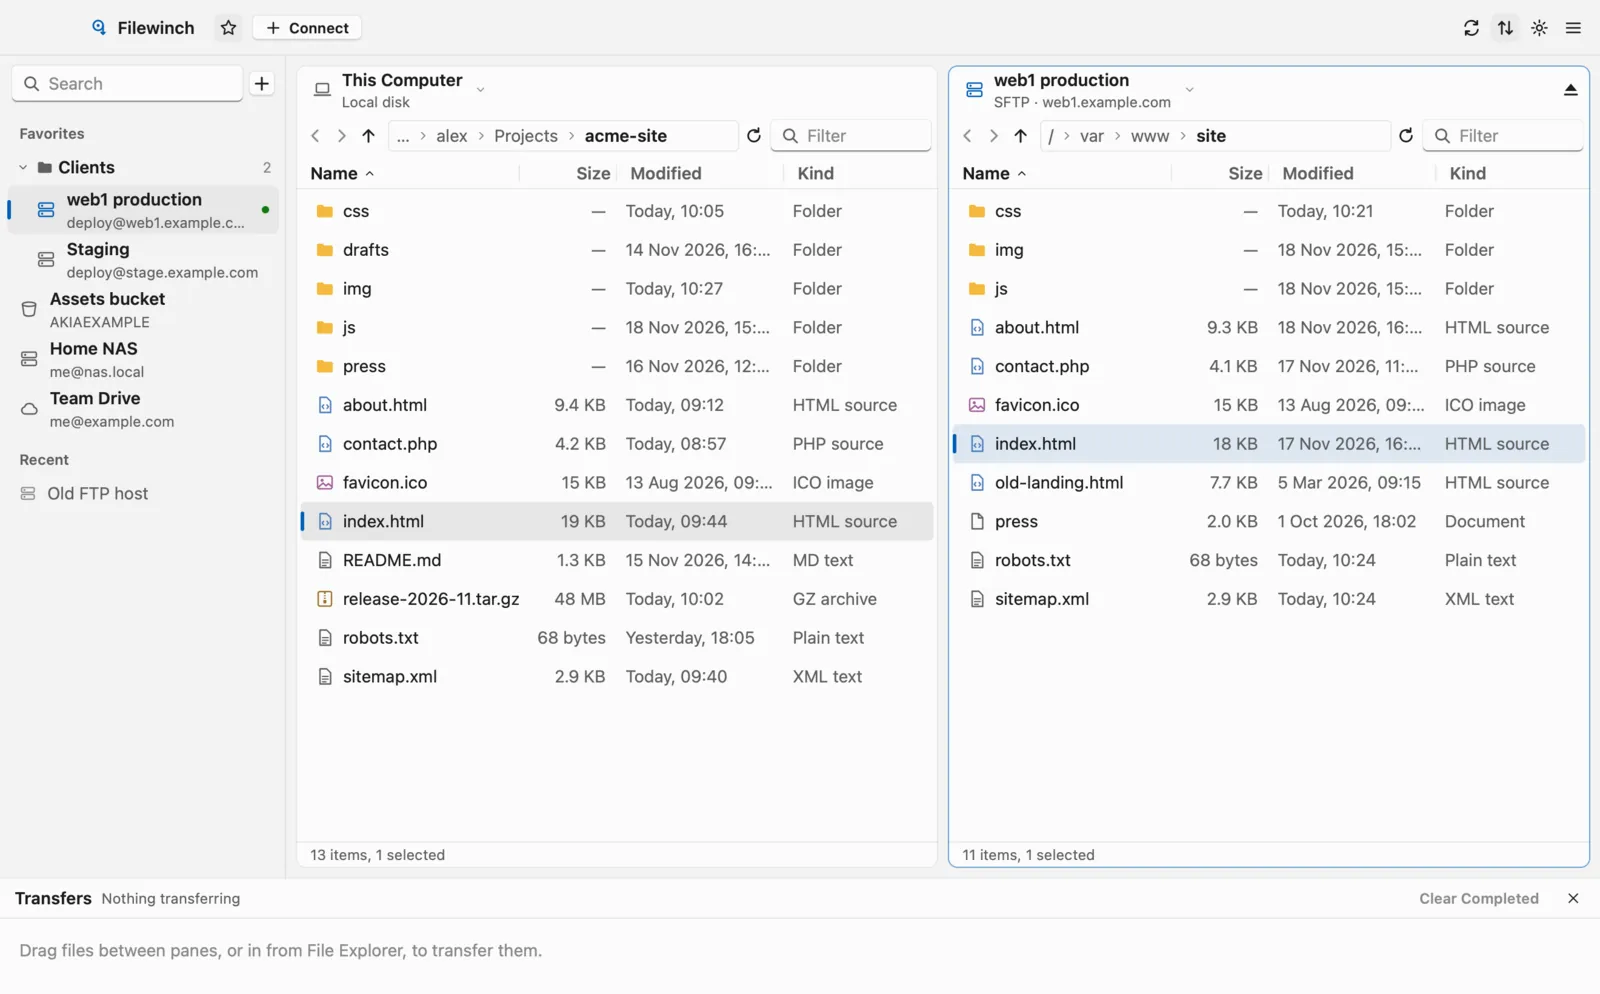 Filewinch
Connect
Search
Favorites
Clients 2
web1 production
deploy@web1.example.c...
Staging
deploy@stage.example.com
Assets bucket
AKIAEXAMPLE
Home NAS
me@nas.local
Team Drive
me@example.com
Recent
Old FTP host
This Computer
Local disk
... › alex › Projects › acme-site
Filter
Name Size Modified Kind
css — Today, 10:05 Folder
drafts — 14 Nov 2026, 16:... Folder
img — Today, 10:27 Folder
js — 18 Nov 2026, 15:... Folder
press — 16 Nov 2026, 12:... Folder
about.html 9.4 KB Today, 09:12 HTML source
contact.php 4.2 KB Today, 08:57 PHP source
favicon.ico 15 KB 13 Aug 2026, 09:... ICO image
index.html 19 KB Today, 09:44 HTML source
README.md 1.3 KB 15 Nov 2026, 14:... MD text
release-2026-11.tar.gz 48 MB Today, 10:02 GZ archive
robots.txt 68 bytes Yesterday, 18:05 Plain text
sitemap.xml 2.9 KB Today, 09:40 XML text
13 items, 1 selected
web1 production
SFTP · web1.example.com
/ › var › www › site
Filter
Name Size Modified Kind
css — Today, 10:21 Folder
img — 18 Nov 2026, 15:... Folder
js — 18 Nov 2026, 15:... Folder
about.html 9.3 KB 18 Nov 2026, 16:... HTML source
contact.php 4.1 KB 17 Nov 2026, 11:... PHP source
favicon.ico 15 KB 13 Aug 2026, 09:... ICO image
index.html 18 KB 17 Nov 2026, 16:... HTML source
old-landing.html 7.7 KB 5 Mar 2026, 09:15 HTML source
press 2.0 KB 1 Oct 2026, 18:02 Document
robots.txt 68 bytes Today, 10:24 Plain text
sitemap.xml 2.9 KB Today, 10:24 XML text
11 items, 1 selected
Transfers Nothing transferring
Clear Completed
Drag files between panes, or in from File Explorer, to transfer them.